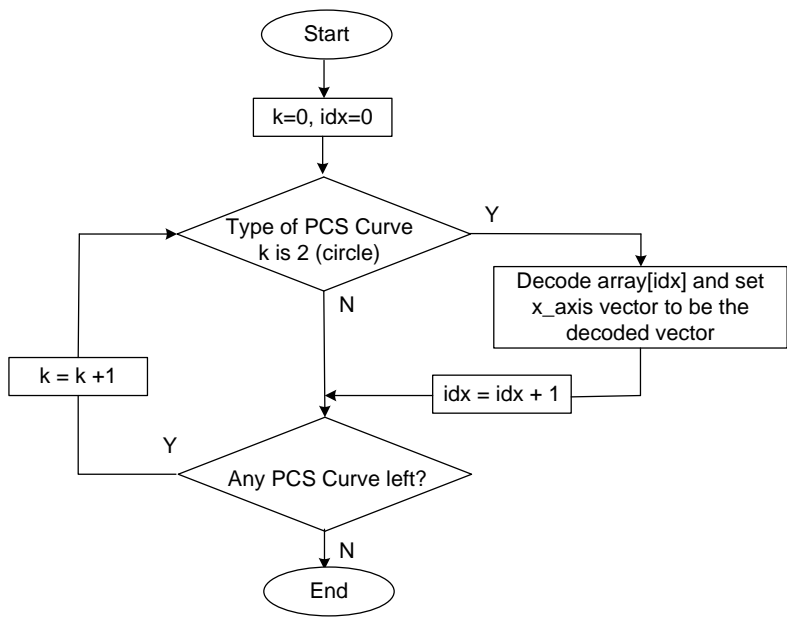 Start
k=0, idx=0
Type of PCS Curve
k is 2 (circle)
Y
N
Decode array[idx] and set
x_axis vector to be the
decoded vector
idx = idx + 1
k = k +1
Y
Any PCS Curve left?
N
End